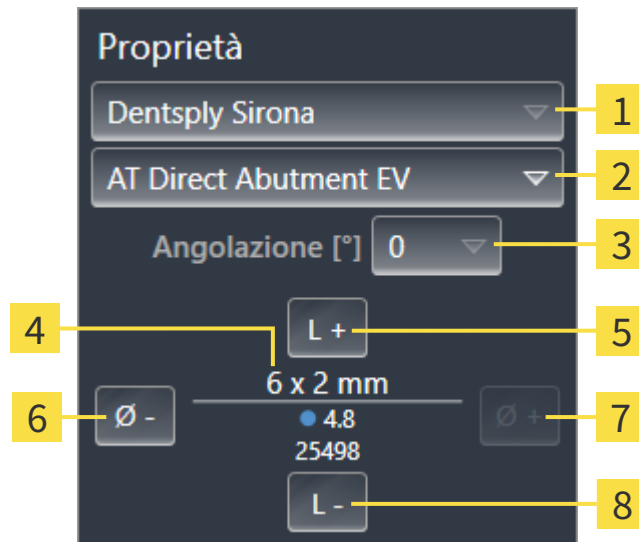 Proprietà
Dentsply Sirona
1
AT Direct Abutment EV
2
Angolazione [°] 0
3
4
L +
5
6 x 2 mm
6
Ø -
● 4.8
Ø +
7
25498
L -
8